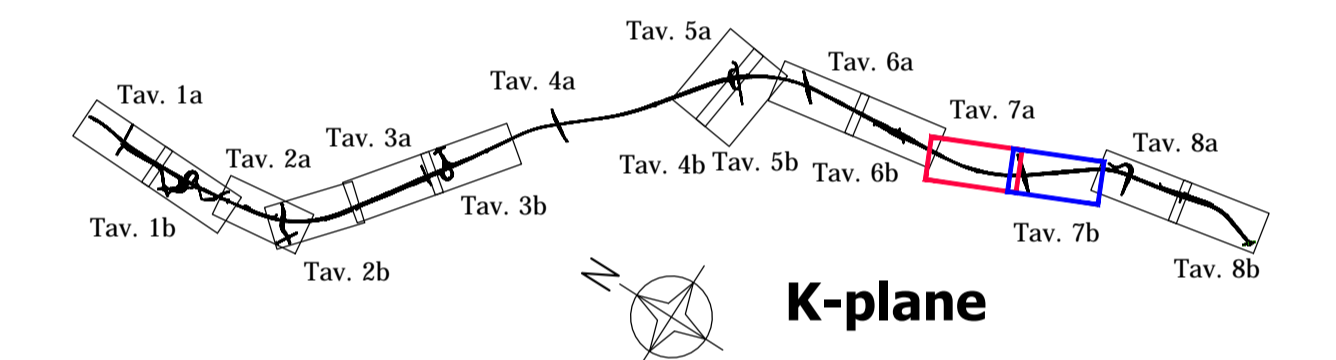 Tav. 1a
Tav. 1b
Tav. 2a
Tav. 2b
Tav. 3a
Tav. 3b
Tav. 4a
Tav. 4b
Tav. 5a
Tav. 5b
Tav. 6a
Tav. 6b
Tav. 7a
Tav. 7b
Tav. 8a
Tav. 8b
N
K-plane